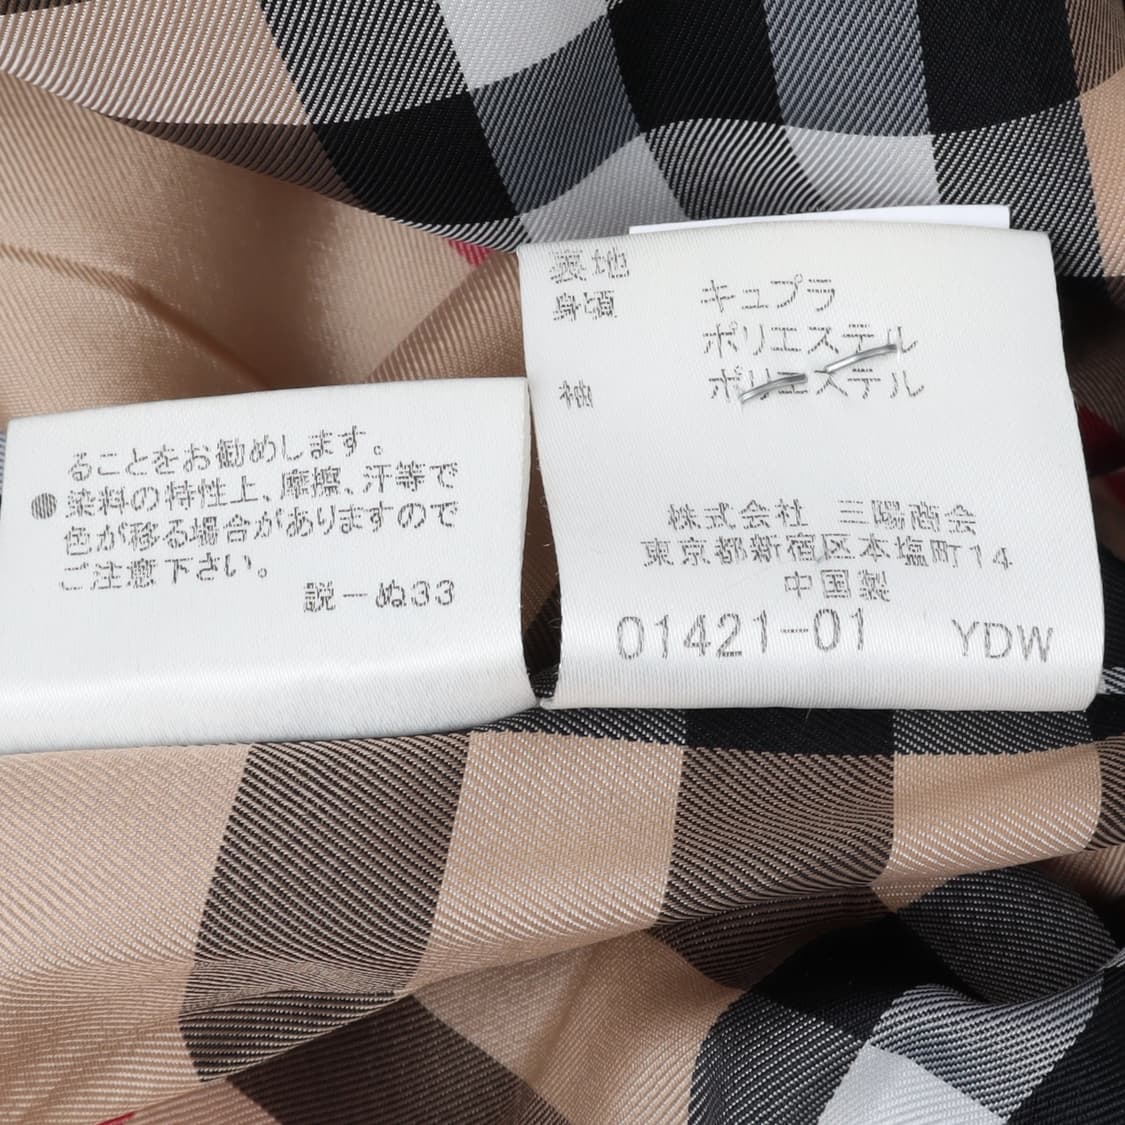 ることをお勧めします。
●染料の特性上、摩擦、汗等で
色が移る場合がありますので
ご注意下さい。
説-ぬ33
裏地
身頃 キュプラ
ポリエステル
袖 ポリエステル
株式会社 三陽商会
東京都新宿区本塩町14
中国製
01421-01 YDW